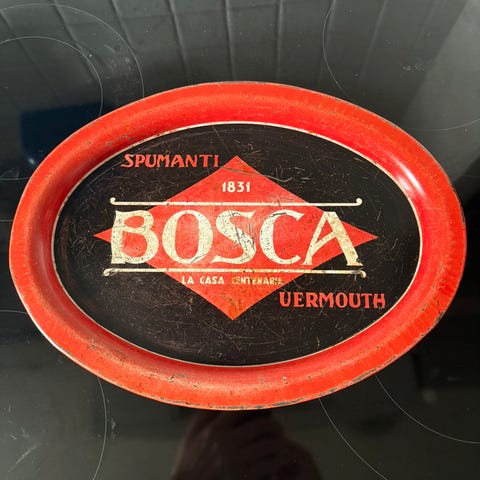 SPUMANTI
1831
BOSCA
LA CASA CENTENARIA
VERMOUTH